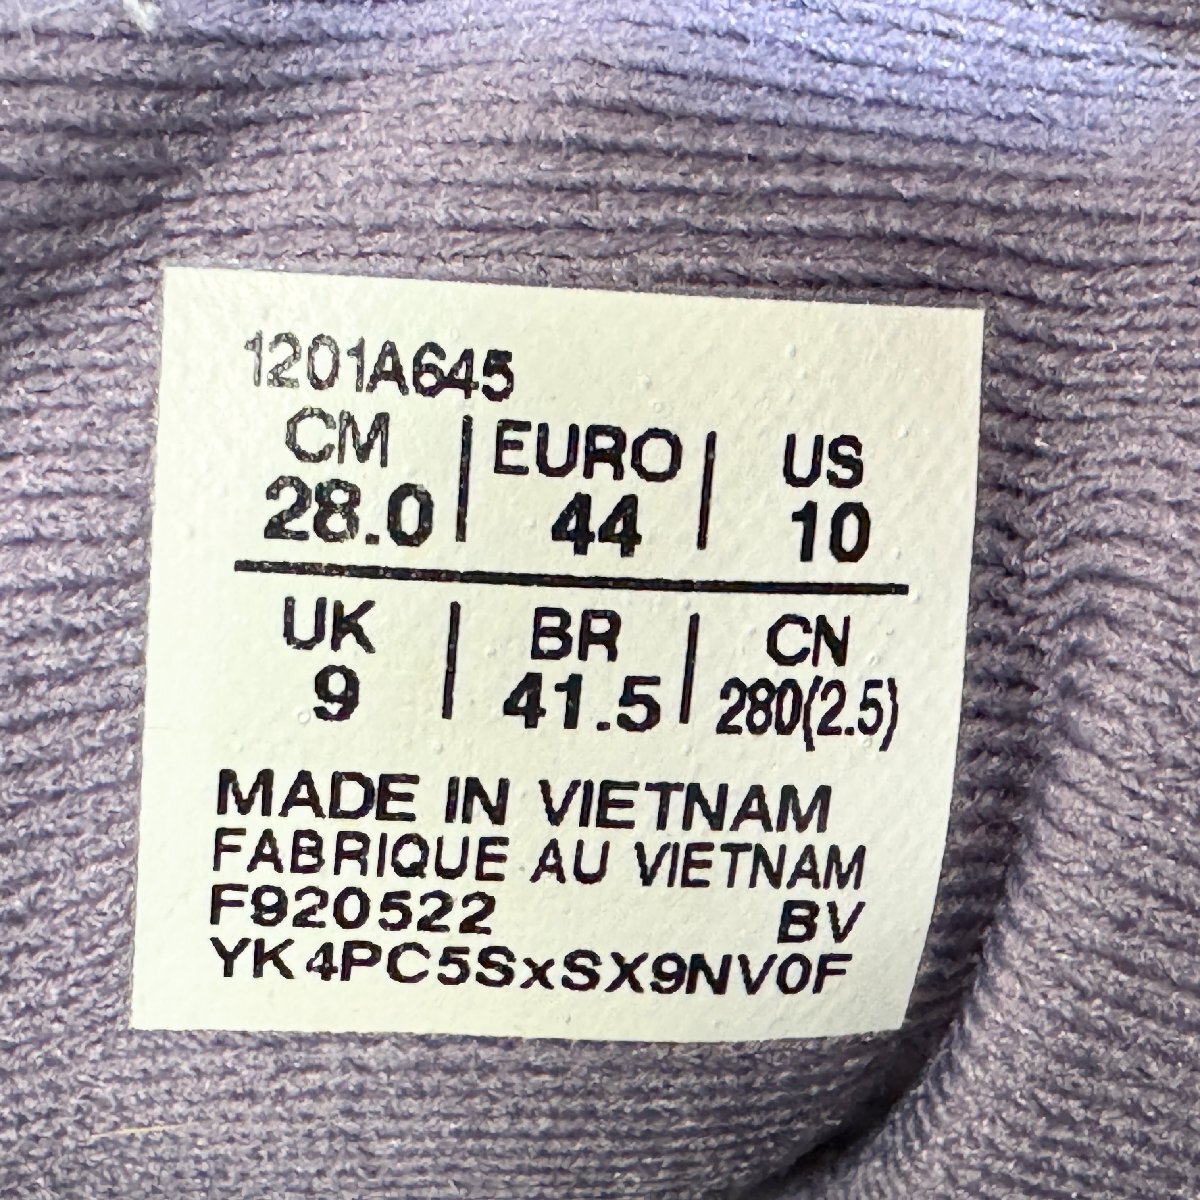 1201A645
CM | EURO | US
28.0 | 44 | 10
UK | BR | CN
9 | 41.5 | 280(2.5)
MADE IN VIETNAM
FABRIQUE AU VIETNAM
F920522 BV
YK4PC5SxSX9NV0F